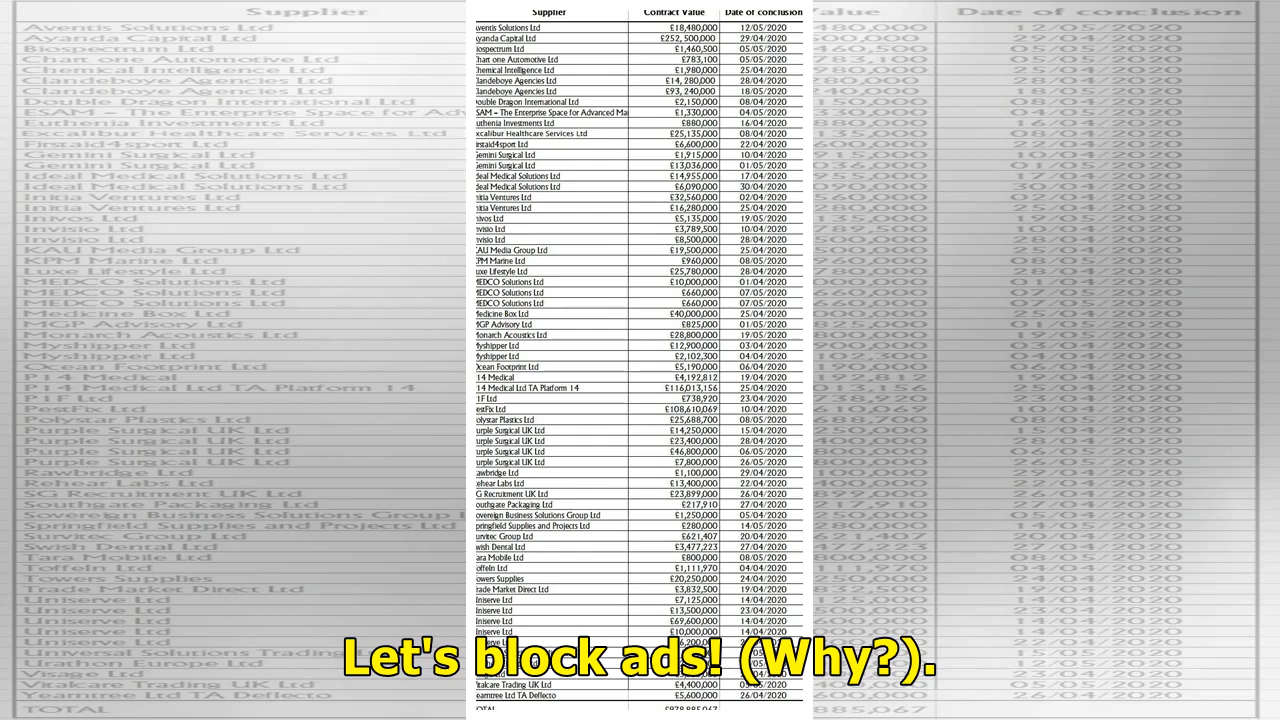 Supplier Contract Value Date of conclusion
Aventis Solutions Ltd £18,480,000 12/05/2020
Ayanda Capital Ltd £252,500,000 29/04/2020
Biospectrum Ltd £1,460,500 05/05/2020
Chart one Automotive Ltd £783,100 05/05/2020
Chemical Intelligence Ltd £1,980,000 25/04/2020
Clandeboye Agencies Ltd £14,280,000 28/04/2020
Clandeboye Agencies Ltd £93,240,000 18/05/2020
Double Dragon International Ltd £2,150,000 08/04/2020
ESAM – The Enterprise Space for Advanced Ma £1,330,000 04/05/2020
Euthenia Investments Ltd £880,000 16/04/2020
Excalibur Healthcare Services Ltd £25,135,000 08/04/2020
Firstaid4sport Ltd £6,600,000 22/04/2020
Gemini Surgical Ltd £1,915,000 10/04/2020
Gemini Surgical Ltd £13,036,000 01/05/2020
Ideal Medical Solutions Ltd £14,955,000 17/04/2020
Ideal Medical Solutions Ltd £6,090,000 30/04/2020
Initia Ventures Ltd £32,560,000 02/04/2020
Initia Ventures Ltd £16,280,000 25/04/2020
Inivos Ltd £5,135,000 19/05/2020
Invisio Ltd £3,789,500 10/04/2020
Invisio Ltd £8,500,000 28/04/2020
KAU Media Group Ltd £19,500,000 25/04/2020
KPM Marine Ltd £960,000 08/05/2020
Luxe Lifestyle Ltd £25,780,000 28/04/2020
MEDCO Solutions Ltd £10,000,000 01/04/2020
MEDCO Solutions Ltd £660,000 07/05/2020
MEDCO Solutions Ltd £660,000 07/05/2020
Medicine Box Ltd £40,000,000 25/04/2020
MGP Advisory Ltd £825,000 01/05/2020
Monarch Acoustics Ltd £28,800,000 19/05/2020
Myshipper Ltd £12,900,000 03/04/2020
Myshipper Ltd £2,102,300 04/04/2020
Ocean Footprint Ltd £5,190,000 06/04/2020
P14 Medical £4,192,812 19/04/2020
P14 Medical Ltd TA Platform 14 £116,013,156 25/04/2020
P1F Ltd £738,920 23/04/2020
PestFix Ltd £108,610,069 10/04/2020
Polystar Plastics Ltd £25,688,700 08/05/2020
Purple Surgical UK Ltd £14,250,000 15/04/2020
Purple Surgical UK Ltd £23,400,000 28/04/2020
Purple Surgical UK Ltd £46,800,000 06/05/2020
Purple Surgical UK Ltd £7,800,000 26/05/2020
Rawbridge Ltd £1,100,000 29/04/2020
Rehear Labs Ltd £13,400,000 22/04/2020
SG Recruitment UK Ltd £23,899,000 26/04/2020
Southgate Packaging Ltd £217,910 27/04/2020
Sovereign Business Solutions Group Ltd £1,250,000 05/04/2020
Springfield Supplies and Projects Ltd £280,000 14/05/2020
Survitec Group Ltd £621,407 20/04/2020
Swish Dental Ltd £3,477,223 27/04/2020
Tara Mobile Ltd £800,000 08/05/2020
Toffeln Ltd £1,111,970 04/04/2020
Towers Supplies £20,250,000 24/04/2020
Trade Market Direct Ltd £3,832,500 19/04/2020
Uniserve Ltd £7,125,000 14/04/2020
Uniserve Ltd £13,500,000 23/04/2020
Uniserve Ltd £69,600,000 14/04/2020
Uniserve Ltd £10,000,000 14/04/2020
Uniserve Ltd
Universal Solutions Trading
Urathon Europe Ltd
Visage Ltd
Vitalcare Trading UK Ltd £4,400,000 05/05/2020
Yearntree Ltd TA Deflecto £5,600,000 26/04/2020
TOTAL £878,885,067
Let's block ads! (Why?).